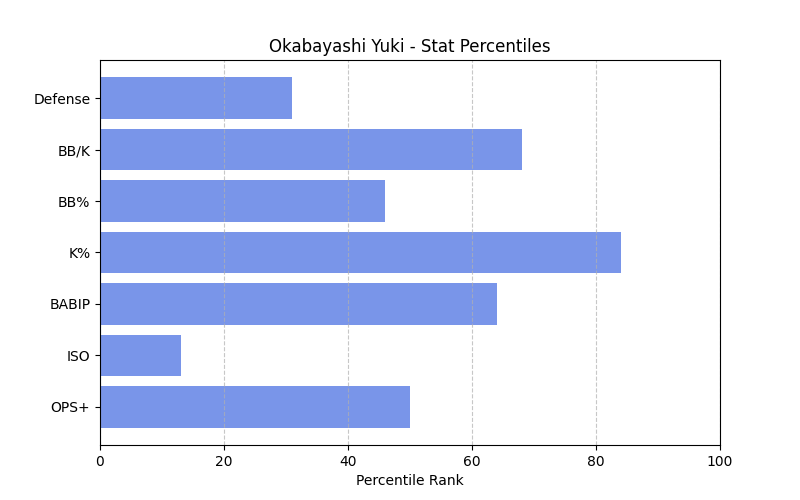 Okabayashi Yuki - Stat Percentiles
Defense
BB/K
BB%
K%
BABIP
ISO
OPS+
0 20 40 60 80 100
Percentile Rank